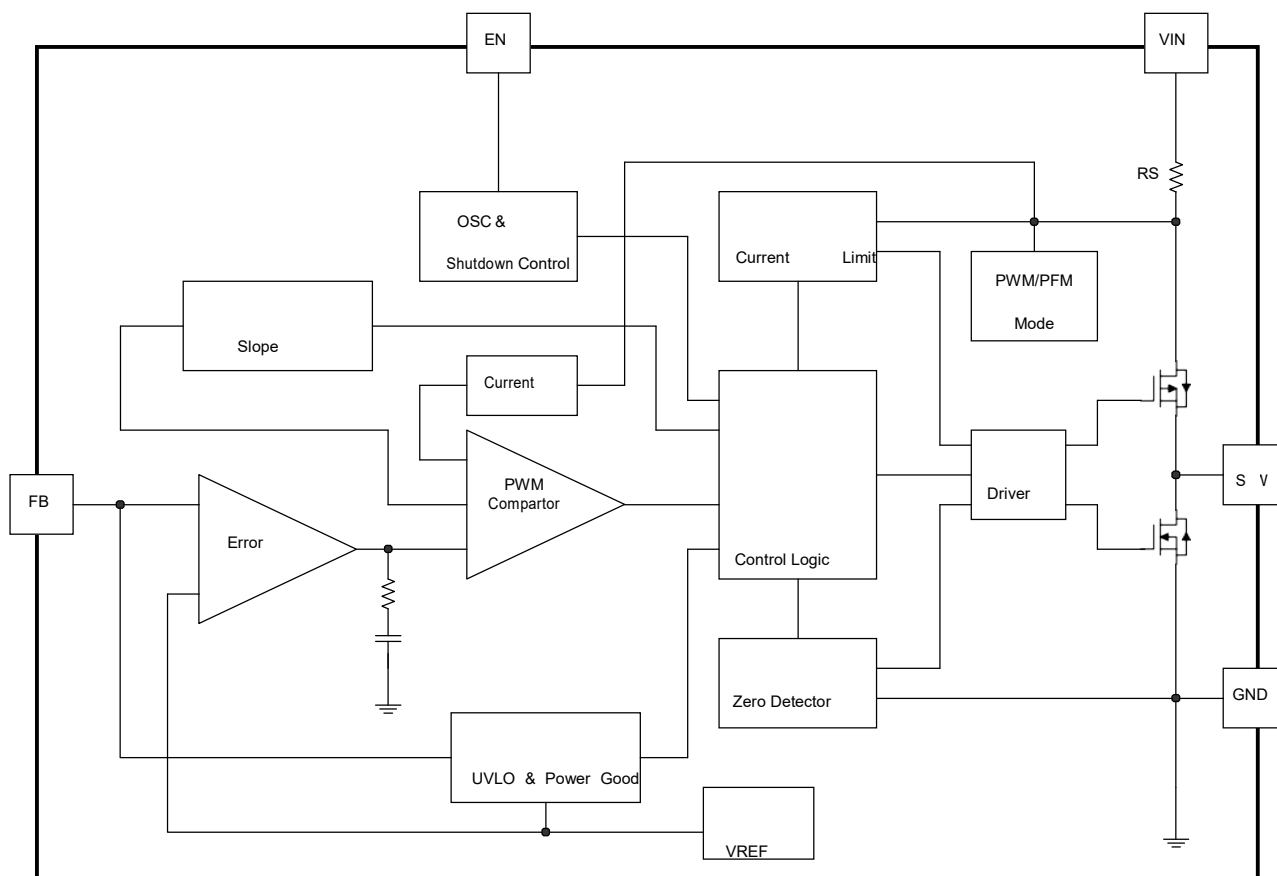 EN
VIN
RS
OSC &
Shutdown Control
Current Limit
PWM/PFM
Mode
Slope
Current
PWM
Compartor
FB
Error
Driver
S V
Control Logic
Zero Detector
GND
UVLO & Power Good
VREF